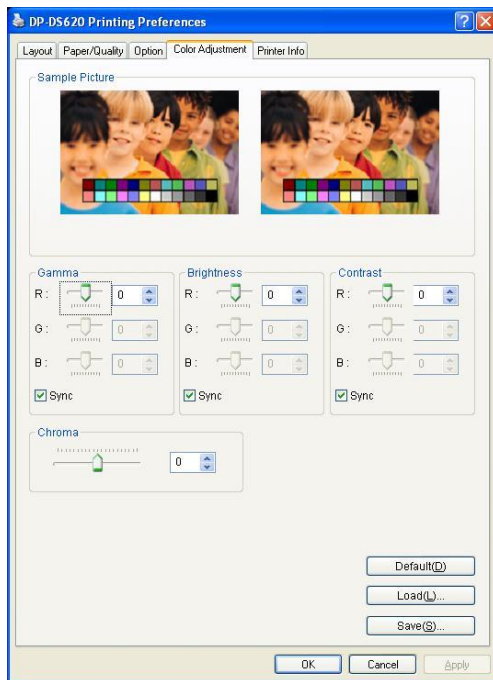 DP-DS620 Printing Preferences
Layout Paper/Quality Option Color Adjustment Printer Info
Sample Picture
Gamma Brightness Contrast
R: 0 R: 0 R: 0
G: 0 G: 0 G: 0
B: 0 B: 0 B: 0
Sync Sync Sync
Chroma
0
Default(D)
Load(L)...
Save(S)...
OK Cancel Apply